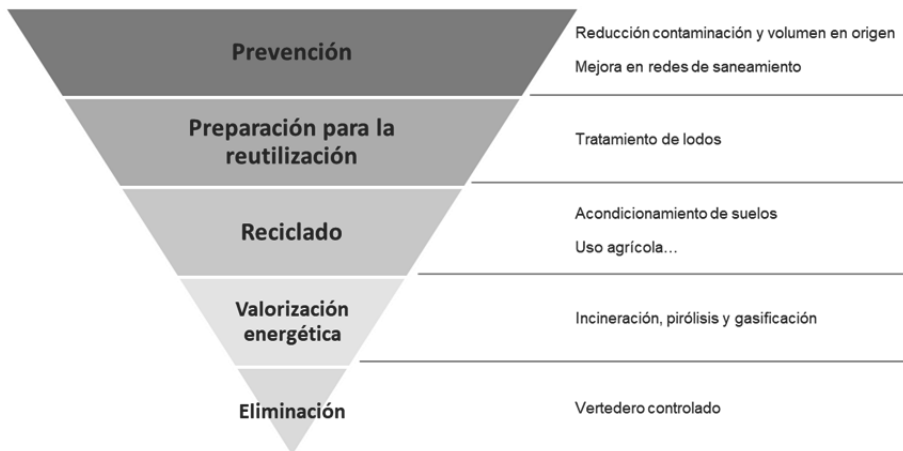 Prevención
Reducción contaminación y volumen en origen
Mejora en redes de saneamiento
Preparación para la
reutilización
Tratamiento de lodos
Reciclado
Acondicionamiento de suelos
Uso agrícola…
Valorización
energética
Incineración, pirólisis y gasificación
Eliminación
Vertedero controlado